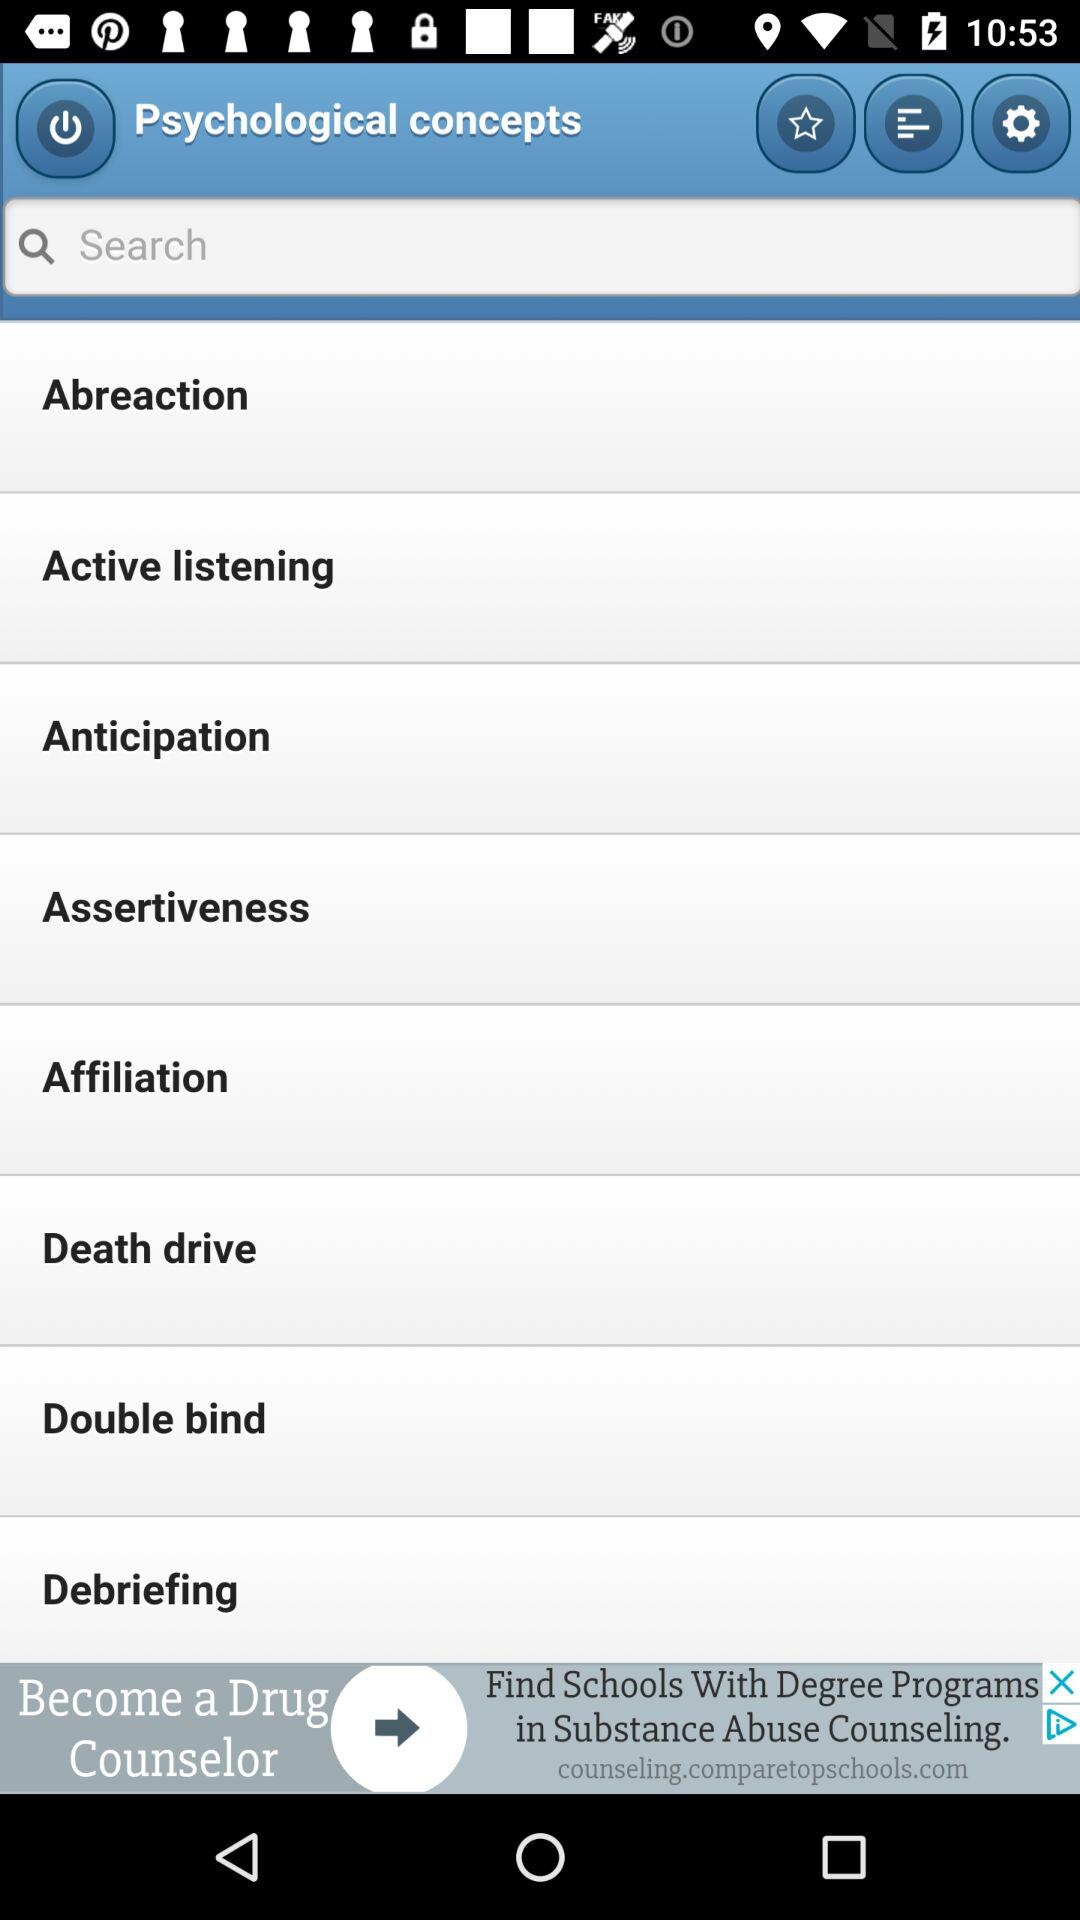 FAKE
10:53
Psychological concepts
Search
Abreaction
Active listening
Anticipation
Assertiveness
Affiliation
Death drive
Double bind
Debriefing
Become a Drug
Counselor
Find Schools With Degree Programs
in Substance Abuse Counseling.
counseling.comparetopschools.com